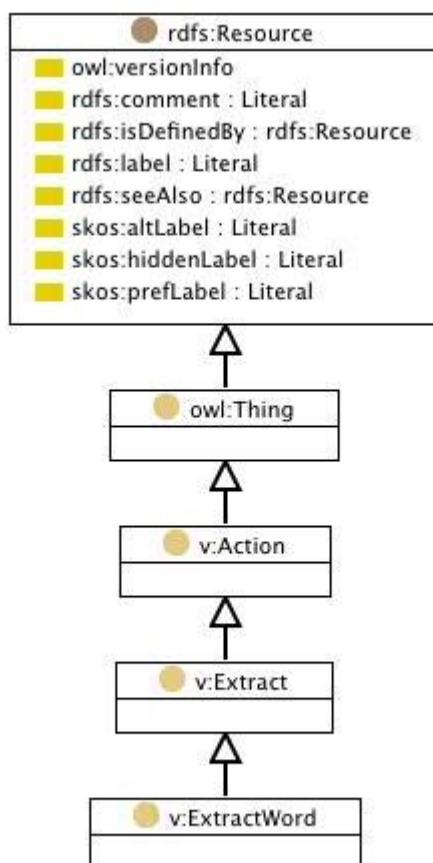 rdfs:Resource
owl:versionInfo
rdfs:comment : Literal
rdfs:isDefinedBy : rdfs:Resource
rdfs:label : Literal
rdfs:seeAlso : rdfs:Resource
skos:altLabel : Literal
skos:hiddenLabel : Literal
skos:prefLabel : Literal
owl:Thing
v:Action
v:Extract
v:ExtractWord